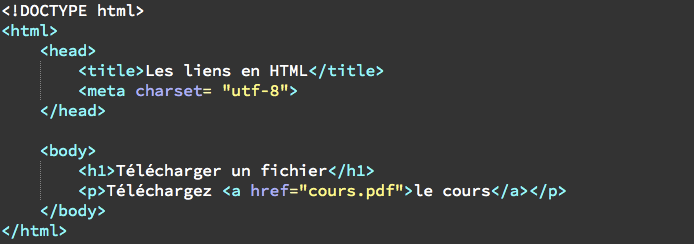 <!DOCTYPE html>
<html>
    <head>
        <title>Les liens en HTML</title>
        <meta charset= "utf-8">
    </head>

    <body>
        <h1>Télécharger un fichier</h1>
        <p>Téléchargez <a href="cours.pdf">le cours</a></p>
    </body>
</html>